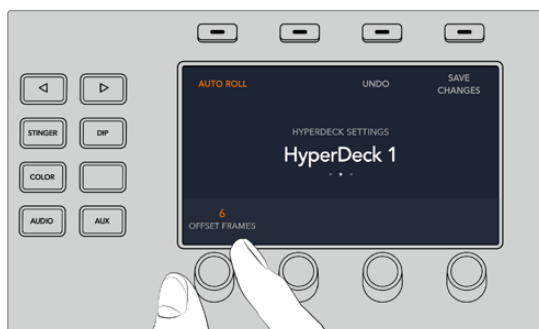 AUTO ROLL
UNDO
SAVE
CHANGES
HYPERDECK SETTINGS
HyperDeck 1
6
OFFSET FRAMES
STINGER
DIP
COLOR
AUDIO
AUX